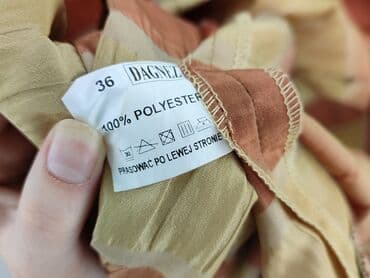 36 DAGNEZ
100% POLYESTER
PRASOWAĆ PO LEWEJ STRONIE